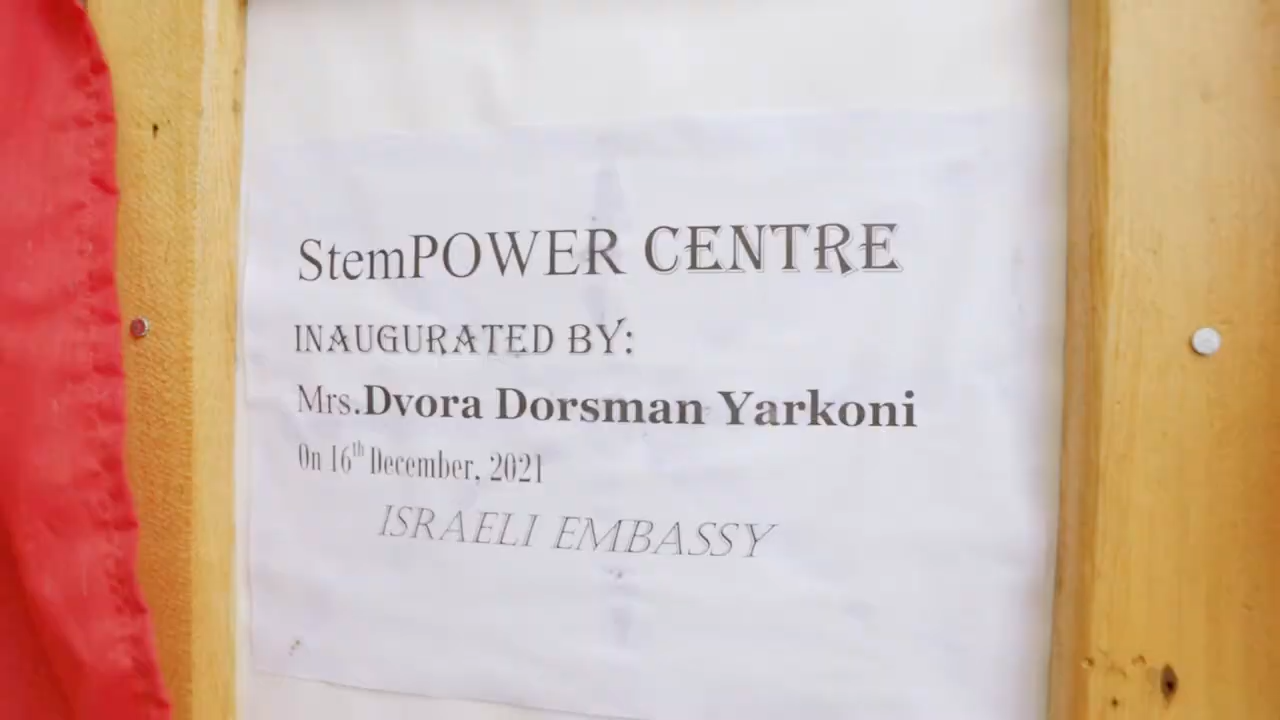 StemPOWER CENTRE
INAUGURATED BY:
Mrs.Dvora Dorsman Yarkoni
On 16th December, 2021
ISRAELI EMBASSY